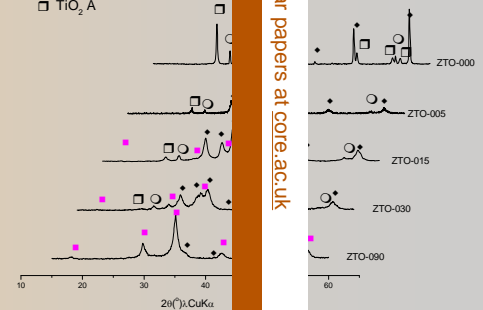 TiO2 A
ZTO-000
ZTO-005
ZTO-015
ZTO-030
ZTO-090
10 20 30 40 60
2θ(°)λCuKα
r papers at core.ac.uk